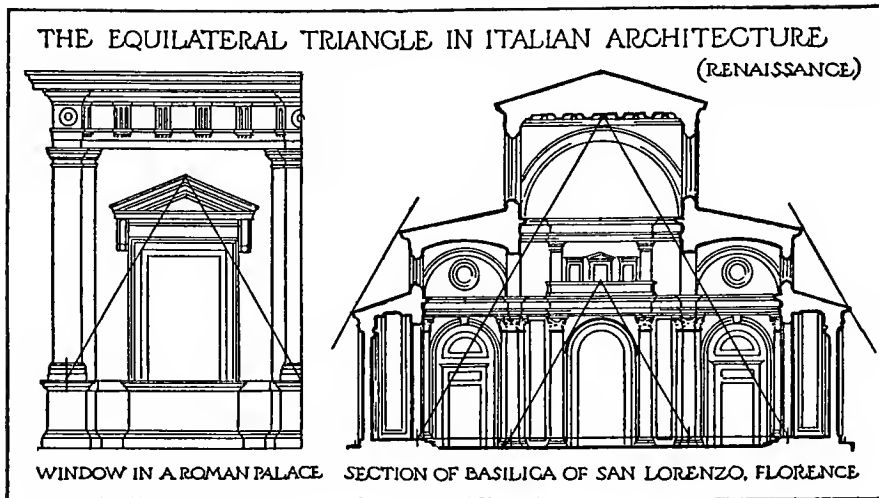 THE EQUILATERAL TRIANGLE IN ITALIAN ARCHITECTURE
(RENAISSANCE)
WINDOW IN A ROMAN PALACE
SECTION OF BASILICA OF SAN LORENZO, FLORENCE